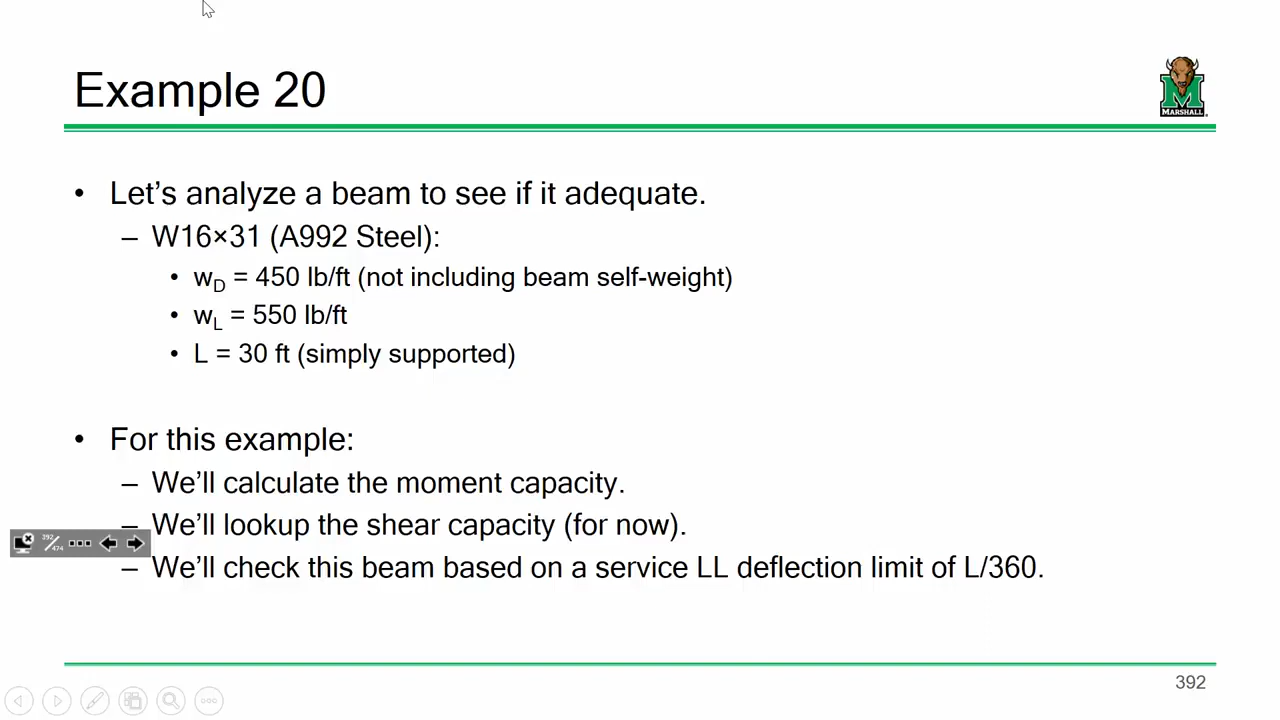 Example 20
MARSHALL
• Let's analyze a beam to see if it adequate.
– W16×31 (A992 Steel):
• wD = 450 lb/ft (not including beam self-weight)
• wL = 550 lb/ft
• L = 30 ft (simply supported)
• For this example:
– We'll calculate the moment capacity.
– We'll lookup the shear capacity (for now).
392/474
– We'll check this beam based on a service LL deflection limit of L/360.
392